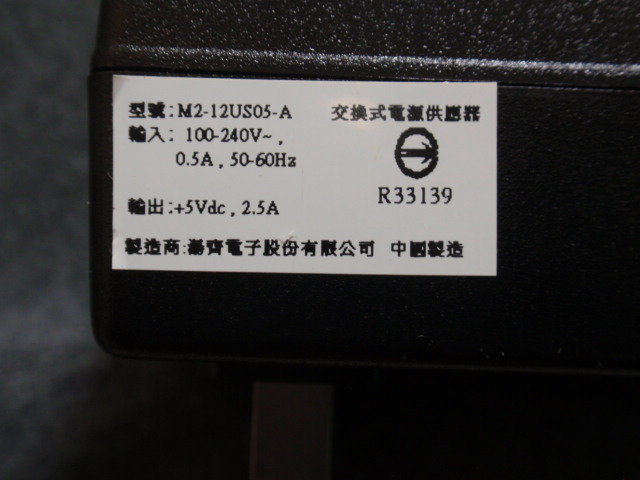 型號:M2-12US05-A 交換式電源供應器
輸入: 100-240V~,
0.5A, 50-60Hz
R33139
輸出:+5Vdc, 2.5A
製造商:湯齊電子股份有限公司 中國製造